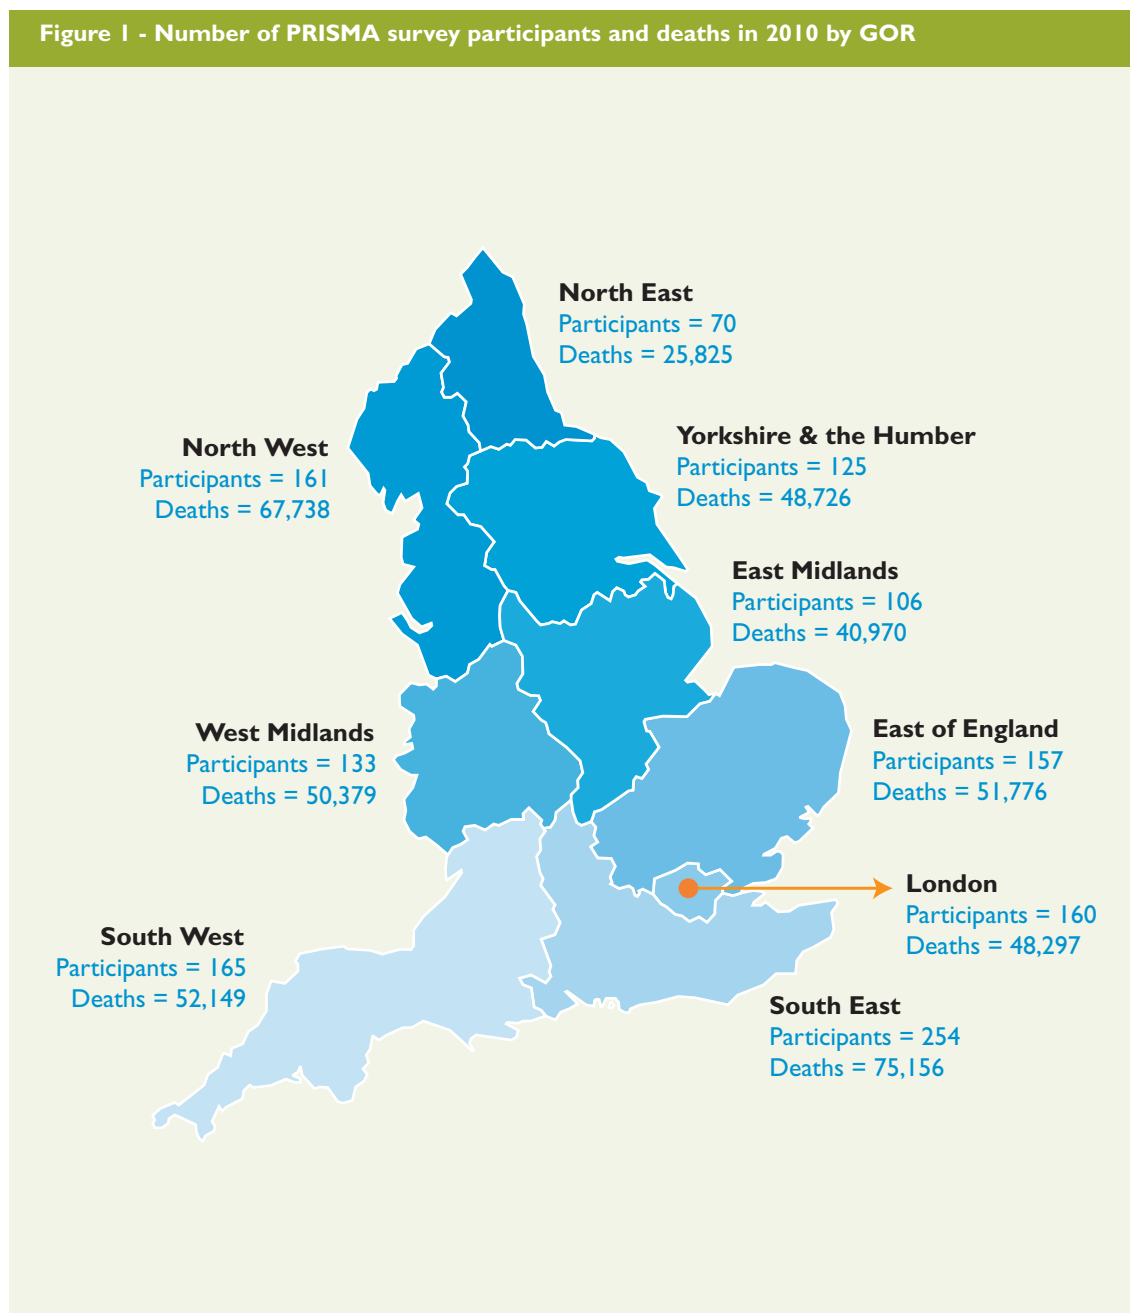 Figure 1 - Number of PRISMA survey participants and deaths in 2010 by GOR
North East
Participants = 70
Deaths = 25,825
Yorkshire & the Humber
Participants = 125
Deaths = 48,726
North West
Participants = 161
Deaths = 67,738
East Midlands
Participants = 106
Deaths = 40,970
West Midlands
Participants = 133
Deaths = 50,379
East of England
Participants = 157
Deaths = 51,776
London
Participants = 160
Deaths = 48,297
South West
Participants = 165
Deaths = 52,149
South East
Participants = 254
Deaths = 75,156